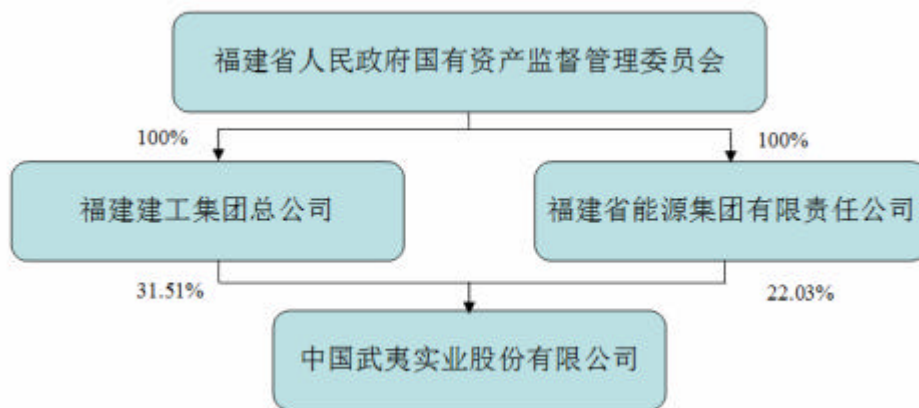 福建省人民政府国有资产监督管理委员会
100%
100%
福建建工集团总公司
福建省能源集团有限责任公司
31.51%
22.03%
中国武夷实业股份有限公司